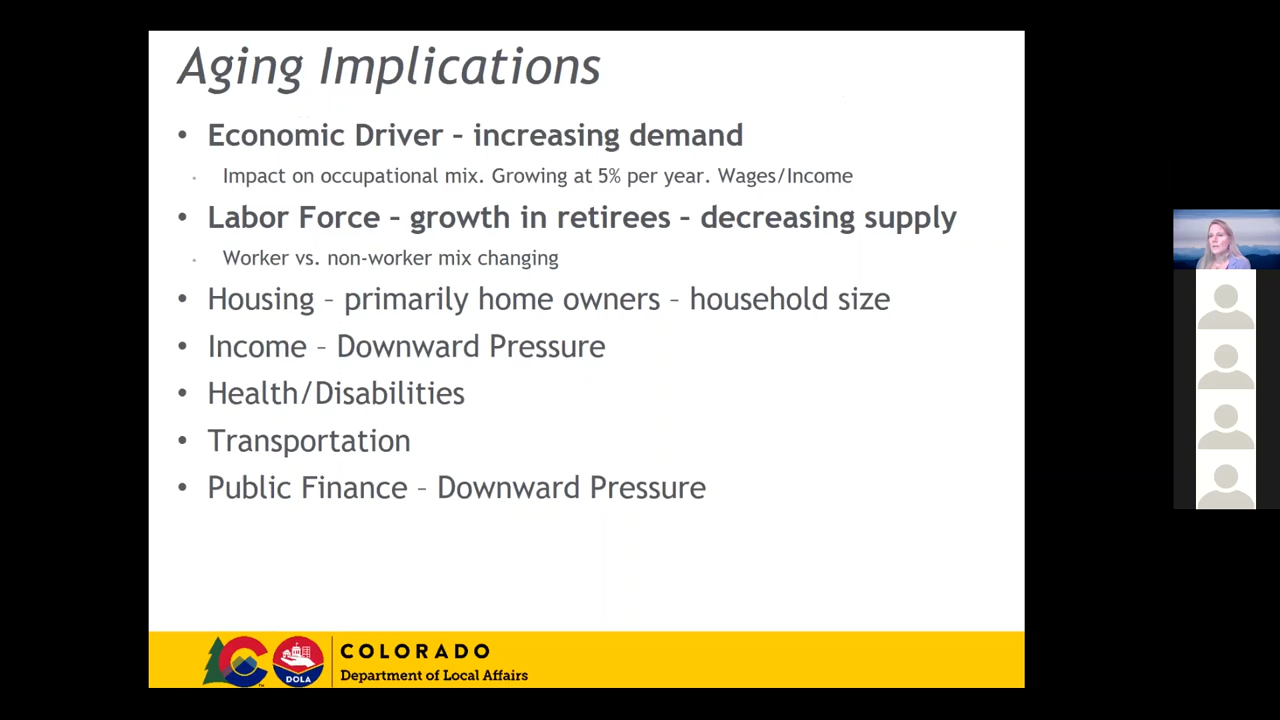 Aging Implications
• Economic Driver – increasing demand
• Impact on occupational mix. Growing at 5% per year. Wages/Income
• Labor Force – growth in retirees – decreasing supply
• Worker vs. non-worker mix changing
• Housing – primarily home owners – household size
• Income – Downward Pressure
• Health/Disabilities
• Transportation
• Public Finance – Downward Pressure
DOLA
COLORADO
Department of Local Affairs